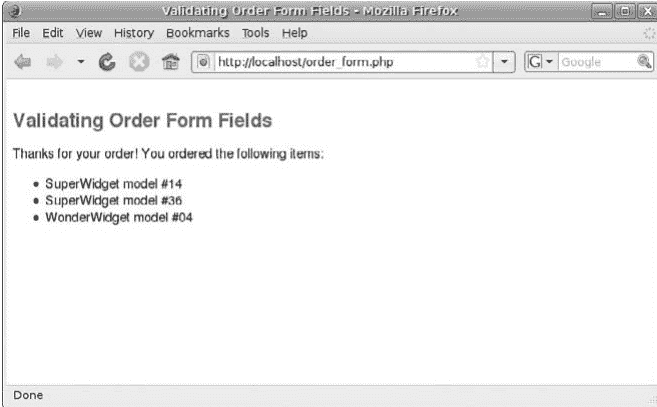 Validating Order Form Fields - Mozilla Firefox
File Edit View History Bookmarks Tools Help
http://localhost/order_form.php
G Google
Validating Order Form Fields
Thanks for your order! You ordered the following items:
• SuperWidget model #14
• SuperWidget model #36
• WonderWidget model #04
Done